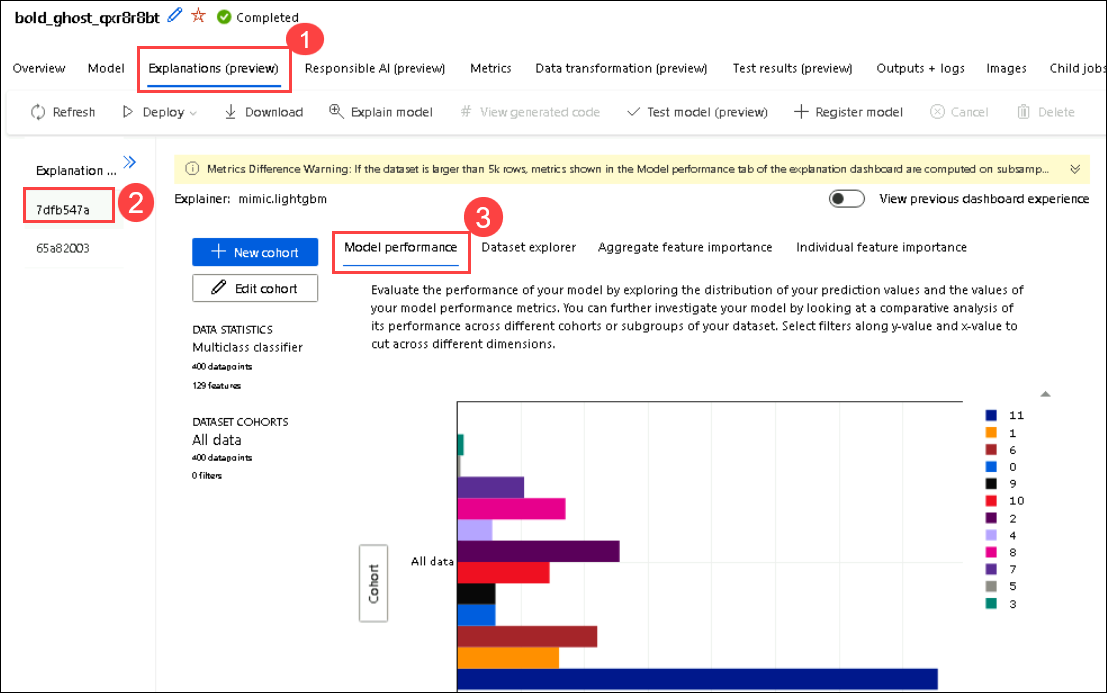 bold_ghost_qxr8r8bt Completed
1
Overview Model Explanations (preview) Responsible AI (preview) Metrics Data transformation (preview) Test results (preview) Outputs + logs Images Child jobs
Refresh Deploy Download Explain model # View generated code Test model (preview) Register model Cancel Delete
Explanation ...
7dfb547a
2
65a82003
Metrics Difference Warning: If the dataset is larger than 5k rows, metrics shown in the Model performance tab of the explanation dashboard are computed on subsamp...
Explainer: mimic.lightgbm
View previous dashboard experience
3
New cohort
Edit cohort
DATA STATISTICS
Multiclass classifier
400 datapoints
129 features
DATASET COHORTS
All data
400 datapoints
0 filters
Model performance Dataset explorer Aggregate feature importance Individual feature importance
Evaluate the performance of your model by exploring the distribution of your prediction values and the values of
your model performance metrics. You can further investigate your model by looking at a comparative analysis of
its performance across different cohorts or subgroups of your dataset. Select filters along y-value and x-value to
cut across different dimensions.
Cohort
All data
11
1
6
0
9
10
2
4
8
7
5
3